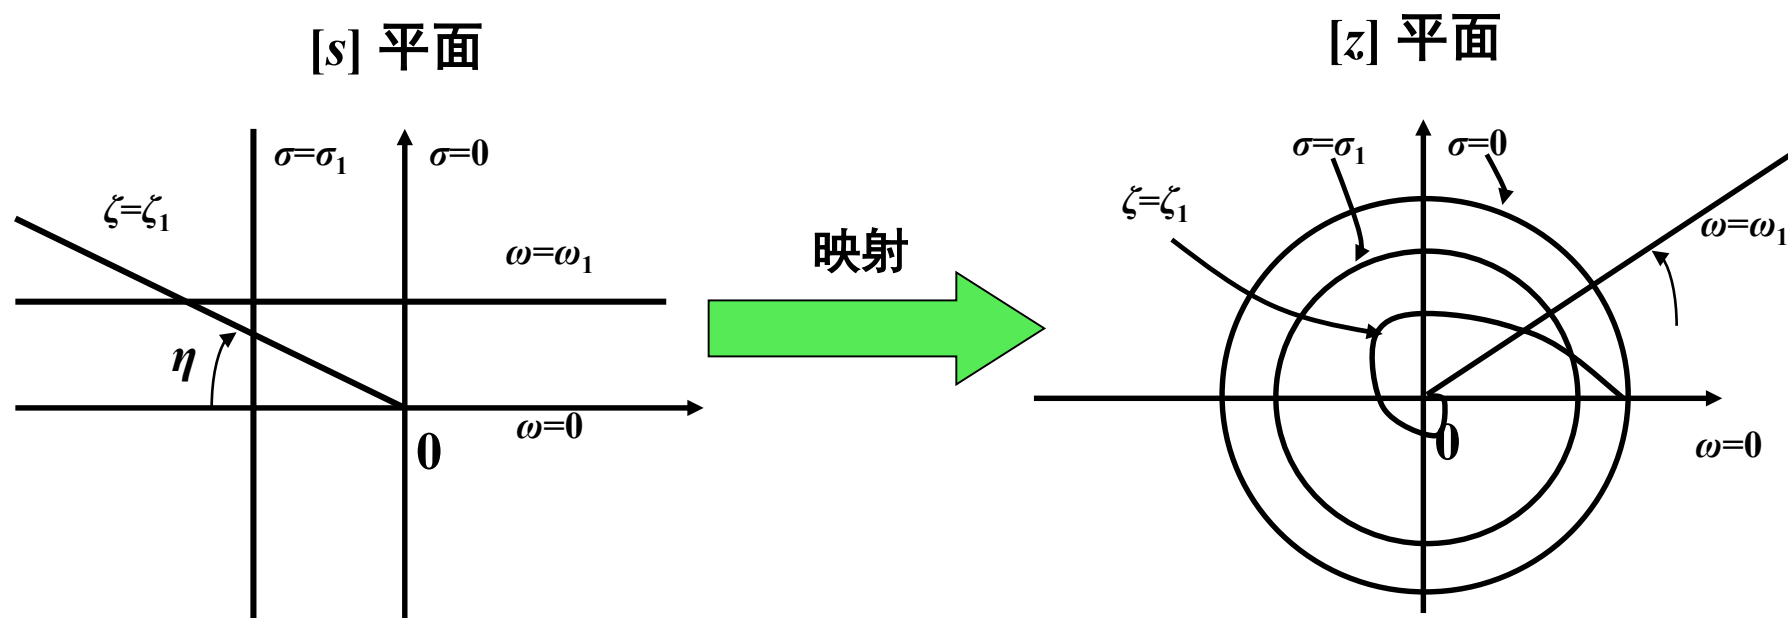 [s] 平面
σ=σ₁
σ=0
ζ=ζ₁
ω=ω₁
η
ω=0
0
映射
[z] 平面
σ=σ₁
σ=0
ζ=ζ₁
ω=ω₁
0
ω=0